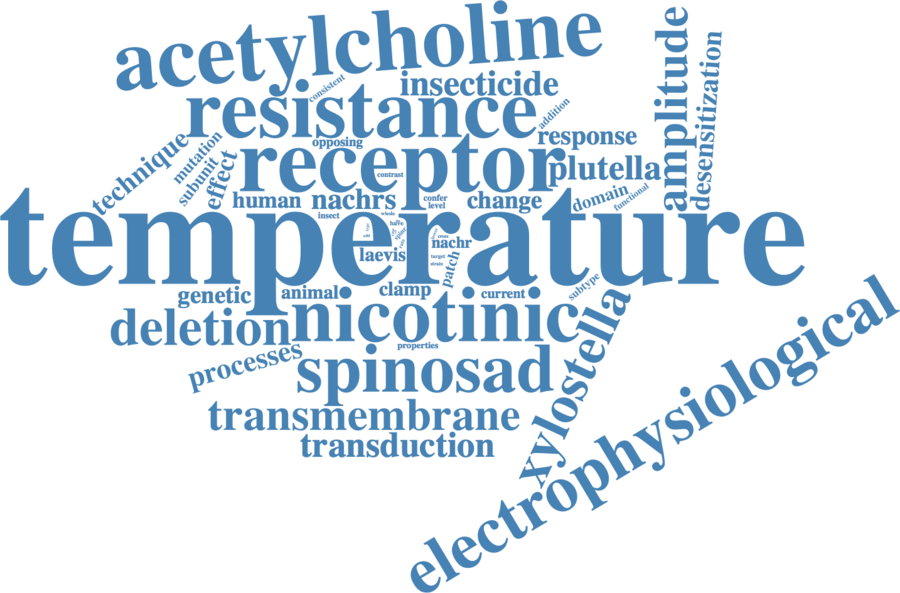 acetylcholine
amplitude
desensitization
insecticide
consistent
resistance
addition
response
opposing
technique
mutation
subunit
effect
receptor
contrast
plutella
domain
functional
human
nachrs
confer
level
change
insect
whole
temperature
have
nachr
laevis
target
strain
patch
genetic
animal
clamp
current
subtype
deletion
nicotinic
properties
processes
spinosad
xylostella
transmembrane
transduction
electrophysiological